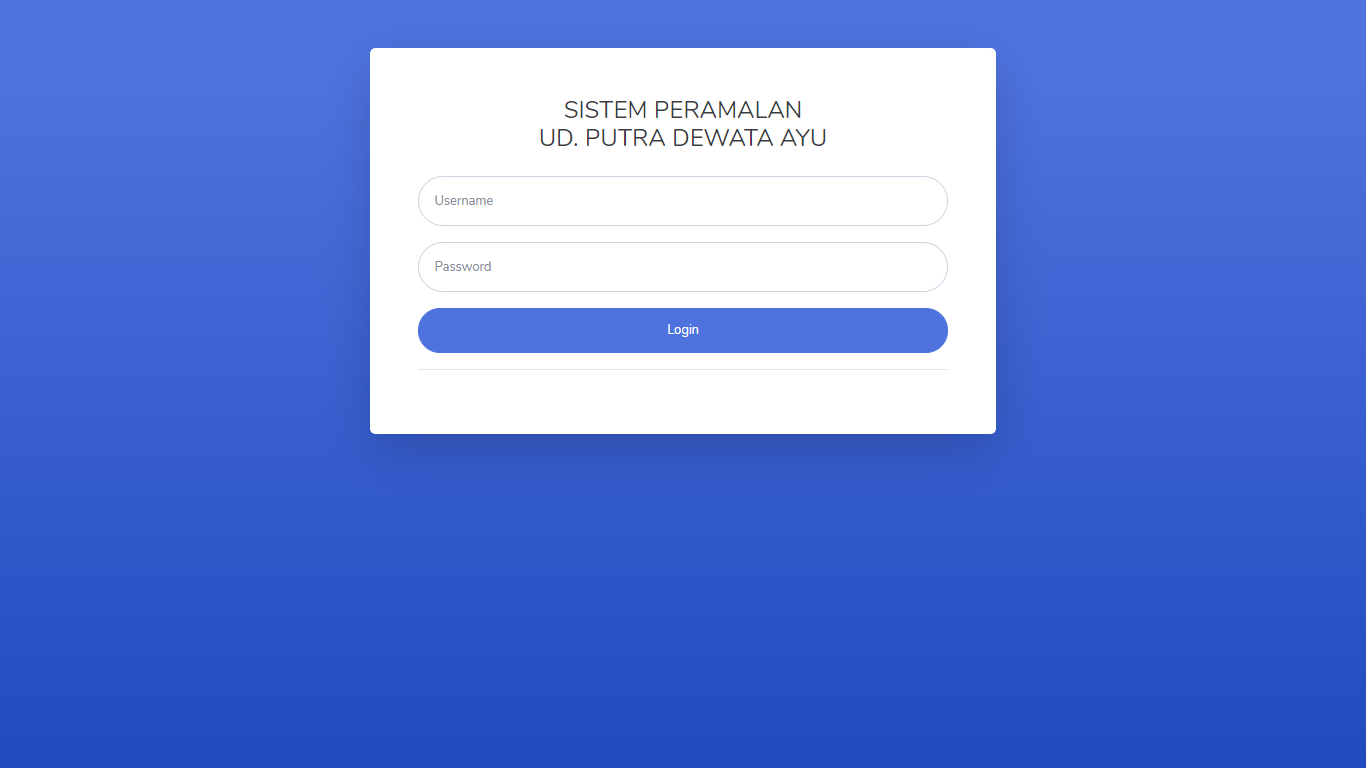 SISTEM PERAMALAN
UD. PUTRA DEWATA AYU
Username
Password
Login